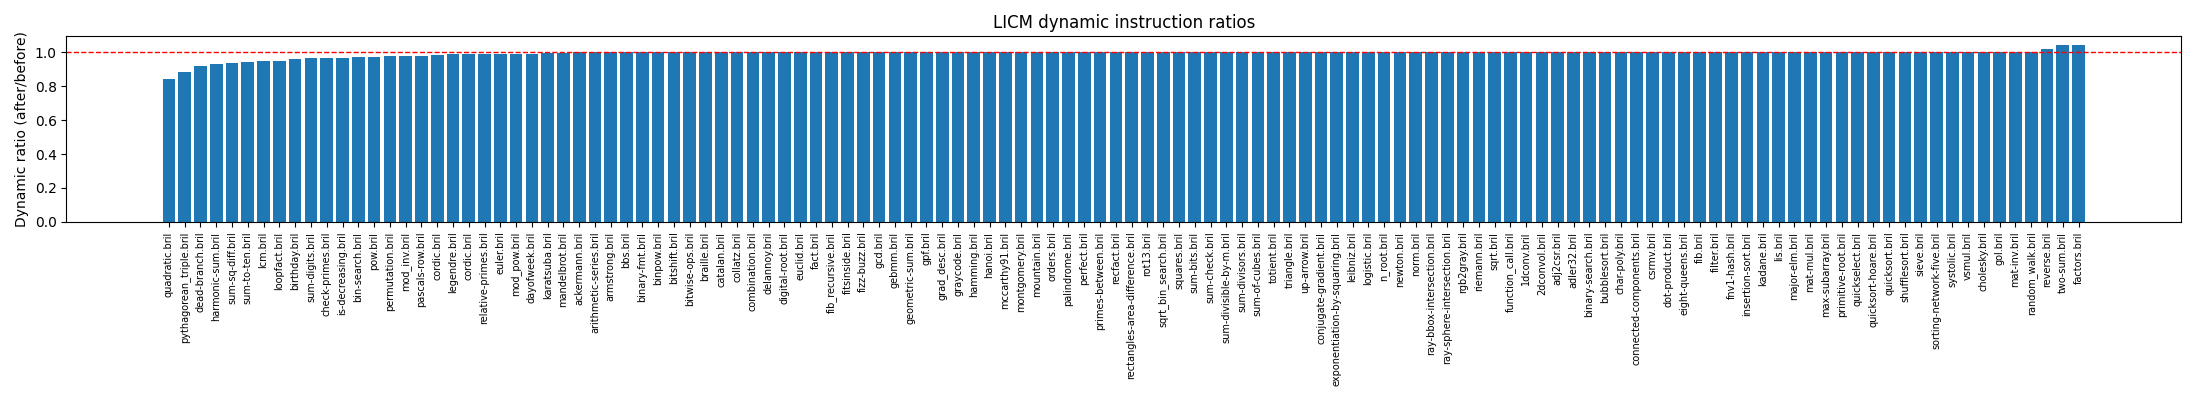 LICM dynamic instruction ratios
Dynamic ratio (after/before)
1.0
0.8
0.6
0.4
0.2
0.0
quadratic.bril
pythagorean_triple.bril
dead-branch.bril
harmonic-sum.bril
sum-sq-diff.bril
sum-to-ten.bril
lcm.bril
loopfact.bril
birthday.bril
sum-digits.bril
check-primes.bril
is-decreasing.bril
bin-search.bril
pow.bril
permutation.bril
mod_inv.bril
pascals-row.bril
cordic.bril
legendre.bril
cordic.bril
relative-primes.bril
euler.bril
mod_pow.bril
dayofweek.bril
karatsuba.bril
mandelbrot.bril
ackermann.bril
arithmetic-series.bril
armstrong.bril
bbs.bril
binary-fmt.bril
binpow.bril
bitshift.bril
bitwise-ops.bril
braille.bril
catalan.bril
collatz.bril
combination.bril
delannoy.bril
digital-root.bril
euclid.bril
fact.bril
fib_recursive.bril
fitsinside.bril
fizz-buzz.bril
gcd.bril
gebmm.bril
geometric-sum.bril
gpf.bril
grad_desc.bril
graycode.bril
hamming.bril
hanoi.bril
mccarthy91.bril
montgomery.bril
mountain.bril
orders.bril
palindrome.bril
perfect.bril
primes-between.bril
recfact.bril
rectangles-area-difference.bril
rot13.bril
sqrt_bin_search.bril
squares.bril
sum-bits.bril
sum-check.bril
sum-divisible-by-m.bril
sum-divisors.bril
sum-of-cubes.bril
totient.bril
triangle.bril
up-arrow.bril
conjugate-gradient.bril
exponentiation-by-squaring.bril
leibniz.bril
logistic.bril
n_root.bril
newton.bril
norm.bril
ray-bbox-intersection.bril
ray-sphere-intersection.bril
rgb2gray.bril
riemann.bril
sqrt.bril
function_call.bril
1dconv.bril
2dconvol.bril
adj2csr.bril
adler32.bril
binary-search.bril
bubblesort.bril
char-poly.bril
connected-components.bril
csrmv.bril
dot-product.bril
eight-queens.bril
fib.bril
filter.bril
fnv1-hash.bril
insertion-sort.bril
kadane.bril
lis.bril
major-elm.bril
mat-mul.bril
max-subarray.bril
primitive-root.bril
quickselect.bril
quicksort-hoare.bril
quicksort.bril
shufflesort.bril
sieve.bril
sorting-network-five.bril
systolic.bril
vsmul.bril
cholesky.bril
gol.bril
mat-inv.bril
random_walk.bril
reverse.bril
two-sum.bril
factors.bril